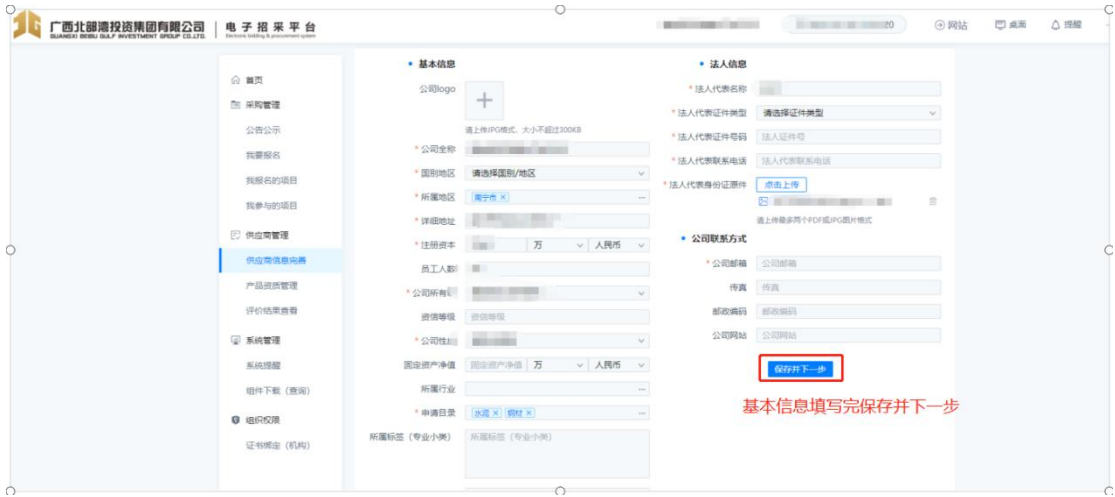 广西北部湾投资集团有限公司
GUANGXI BEIBU GULF INVESTMENT GROUP CO.,LTD.
电子招采平台
Electronic bidding & procurement system
20
网站
桌面
提醒
首页
采购管理
公告公示
我要报名
我报名的项目
我参与的项目
供应商管理
供应商信息完善
产品资质管理
评价结果查看
系统管理
系统提醒
组件下载（查询）
组织权限
证书绑定（机构）
基本信息
公司logo
请上传JPG格式、大小不超过300KB
* 公司全称
* 国别地区 请选择国别/地区
* 所属地区 南宁市 ×
* 详细地址
* 注册资本 万 人民币
员工人数
* 公司所有
资信等级 资信等级
* 公司性
固定资产净值 固定资产净值 万 人民币
所属行业
* 申请目录 水泥 × 钢材 ×
所属标签（专业小类） 所属标签（专业小类）
法人信息
* 法人代表名称
* 法人代表证件类型 请选择证件类型
* 法人代表证件号码 法人证件号
* 法人代表联系电话 法人代表联系电话
* 法人代表身份证原件 点击上传
请上传最多两个PDF或JPG图片格式
公司联系方式
* 公司邮箱 公司邮箱
传真 传真
邮政编码 邮政编码
公司网站 公司网站
保存并下一步
基本信息填写完保存并下一步